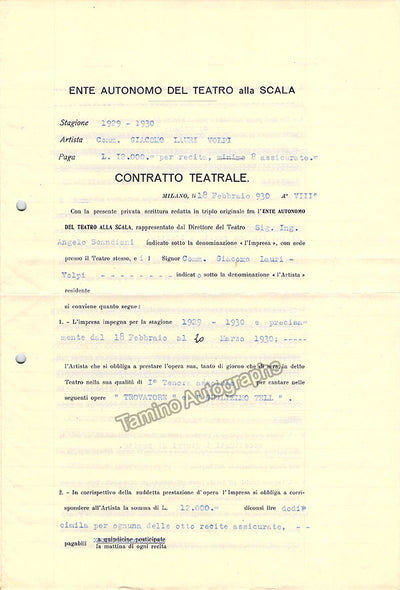 ENTE AUTONOMO DEL TEATRO alla SCALA
Stagione 1929 - 1930
Artista Comm. GIACOMO LAURI VOLPI
Paga L. 12.000.= per recita, minimo 8 assicurate.=
CONTRATTO TEATRALE.
MILANO, li 18 Febbraio 930 A° VIII°
Con la presente privata scrittura redatta in triplo originale fra l'ENTE AUTONOMO
DEL TEATRO ALLA SCALA, rappresentato dal Direttore del Teatro Sig. Ing.
Angelo Scandiani indicato sotto la denominazione « l'Impresa », con sede
presso il Teatro stesso, e il Signor Comm. Giacomo Lauri -
Volpi - - - - - - - - indicato sotto la denominazione « l'Artista »
residente
si conviene quanto segue:
1. - L'impresa impegna per la stagione 1929 - 1930 e precisa-
mente dal 18 Febbraio al 20 Marzo 1930; -----
l'Artista che si obbliga a prestare l'opera sua, tanto di giorno che di sera, in detto
Teatro nella sua qualità di I° Tenore assoluto per cantare nelle
seguenti opere " TROVATORE " e " GUGLIELMO TELL " .
Tamino Autographs
2. - In corrispettivo della suddetta prestazione d'opera l'Impresa si obbliga a corri-
spondere all'Artista la somma di L. 12.000.= diconsi lire dodi=
cimila per ognuna delle otto recite assicurate, - -
a quindicine posticipate
pagabili la mattina di ogni recita